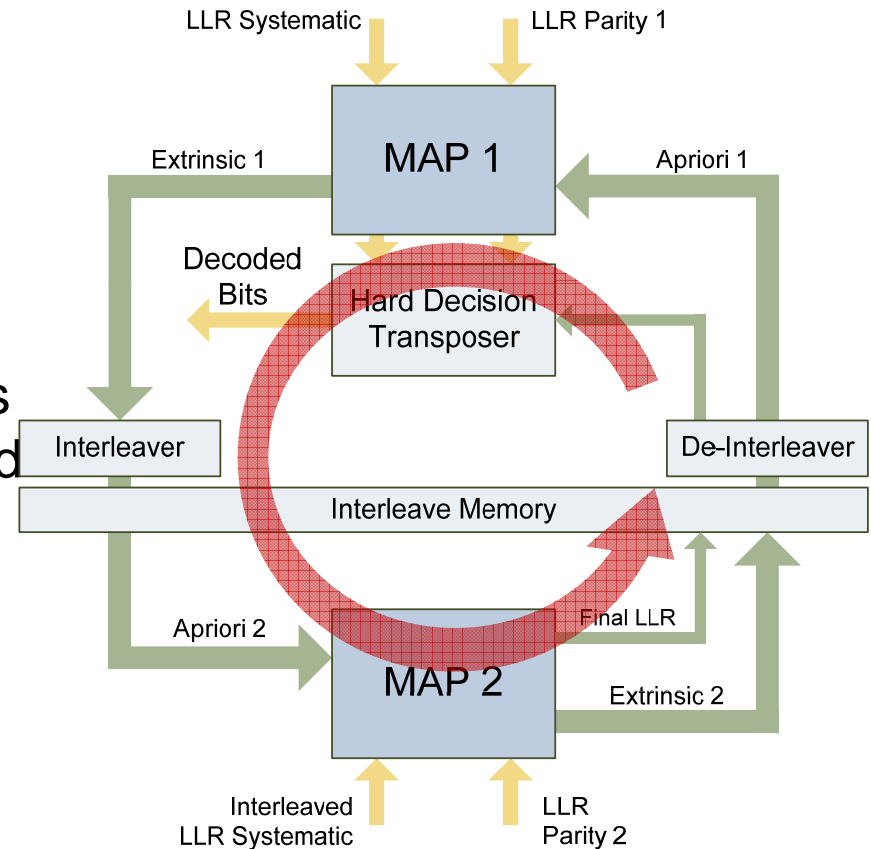 LLR Systematic
LLR Parity 1
MAP 1
Extrinsic 1
Apriori 1
Decoded
Bits
Hard Decision
Transposer
Interleaver
De-Interleaver
Interleave Memory
Apriori 2
Final LLR
MAP 2
Extrinsic 2
Interleaved
LLR Systematic
LLR
Parity 2